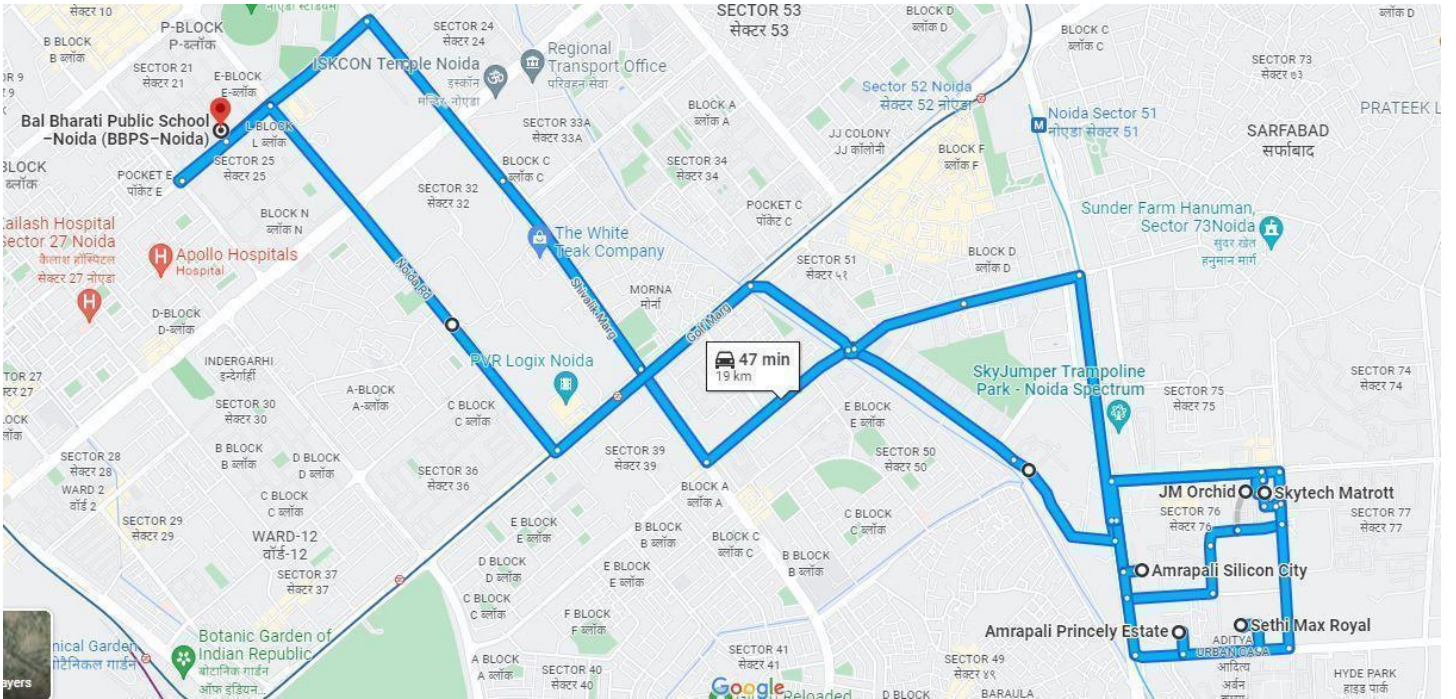 सेक्टर 10
P-BLOCK
P-ब्लॉक
SECTOR 24
सेक्टर 24
SECTOR 53
सेक्टर 53
BLOCK D
ब्लॉक D
BLOCK C
ब्लॉक C
ब्लॉक D
B BLOCK
B ब्लॉक
SECTOR 21
सेक्टर 21
E-BLOCK
E-ब्लॉक
ISKCON Temple Noida
इस्कॉन
मन्दिर नोएडा
Regional
Transport Office
परिवहन सेवा
SECTOR 73
PRATEEK L
Bal Bharati Public School
-Noida (BBPS-Noida)
L BLOCK
L ब्लॉक
SECTOR 25
सेक्टर 25
SECTOR 33A
सेक्टर 33A
BLOCK A
ब्लॉक A
Sector 52 Noida
सेक्टर 52 नोएडा
Noida Sector 51
नोएडा सेक्टर 51
SARFABAD
सर्फाबाद
JJ COLONY
JJ कॉलोनी
BLOCK F
ब्लॉक F
BLOCK C
ब्लॉक C
SECTOR 34
सेक्टर 34
POCKET E
पॉकेट E
SECTOR 32
सेक्टर 32
POCKET C
पॉकेट C
BLOCK N
ब्लॉक N
Kailash Hospital
Sector 27 Noida
कैलाश हॉस्पिटल
सेक्टर 27 नोएडा
Apollo Hospitals
Hospital
The White
Teak Company
Sunder Farm Hanuman,
Sector 73Noida
सुंदर खेत
हनुमान मार्ग
SECTOR 51
सेक्टर ५१
BLOCK D
ब्लॉक D
MORNA
मोर्ना
Noida Rd
Shivalik Marg
Golf Marg
D-BLOCK
D-ब्लॉक
INDERGARHI
इन्देर्गाही
PVR Logix Noida
47 min
19 km
SkyJumper Trampoline
Park - Noida Spectrum
SECTOR 75
सेक्टर 75
SECTOR 74
सेक्टर 74
A-BLOCK
A-ब्लॉक
SECTOR 30
सेक्टर 30
C BLOCK
C ब्लॉक
E BLOCK
E ब्लॉक
B BLOCK
B ब्लॉक
D BLOCK
D ब्लॉक
SECTOR 28
सेक्टर 28
WARD 2
वॉर्ड 2
SECTOR 36
सेक्टर 36
SECTOR 39
सेक्टर 39
SECTOR 50
सेक्टर 50
BLOCK A
ब्लॉक A
C BLOCK
C ब्लॉक
JM Orchid
Skytech Matrott
SECTOR 76
सेक्टर 76
SECTOR 77
सेक्टर 77
SECTOR 29
सेक्टर 29
WARD-12
वॉर्ड-12
E BLOCK
E ब्लॉक
B BLOCK
B ब्लॉक
C BLOCK
C ब्लॉक
BLOCK C
ब्लॉक C
B BLOCK
B ब्लॉक
D BLOCK
D ब्लॉक
E BLOCK
E ब्लॉक
Amrapali Silicon City
SECTOR 37
सेक्टर 37
C BLOCK
C ब्लॉक
F BLOCK
F ब्लॉक
Amrapali Princely Estate
Sethi Max Royal
ADITYA
URBAN CASA
आदित्य
अर्बन
Botanic Garden of
Indian Republic
बोटानिक गार्डन
ऑफ इंडियन...
A BLOCK
A ब्लॉक
SECTOR 40
सेक्टर 40
SECTOR 41
सेक्टर 41
SECTOR 49
सेक्टर ४९
HYDE PARK
हाइड पार्क
Google
Reloaded
D BLOCK
BARAULA
ayers